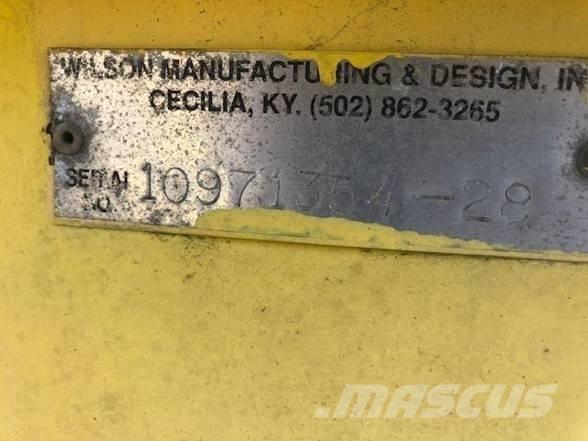 WILSON MANUFACTURING & DESIGN, IN
CECILIA, KY. (502) 862-3265
SERIAL 10971354-28
NO.
MASCUS